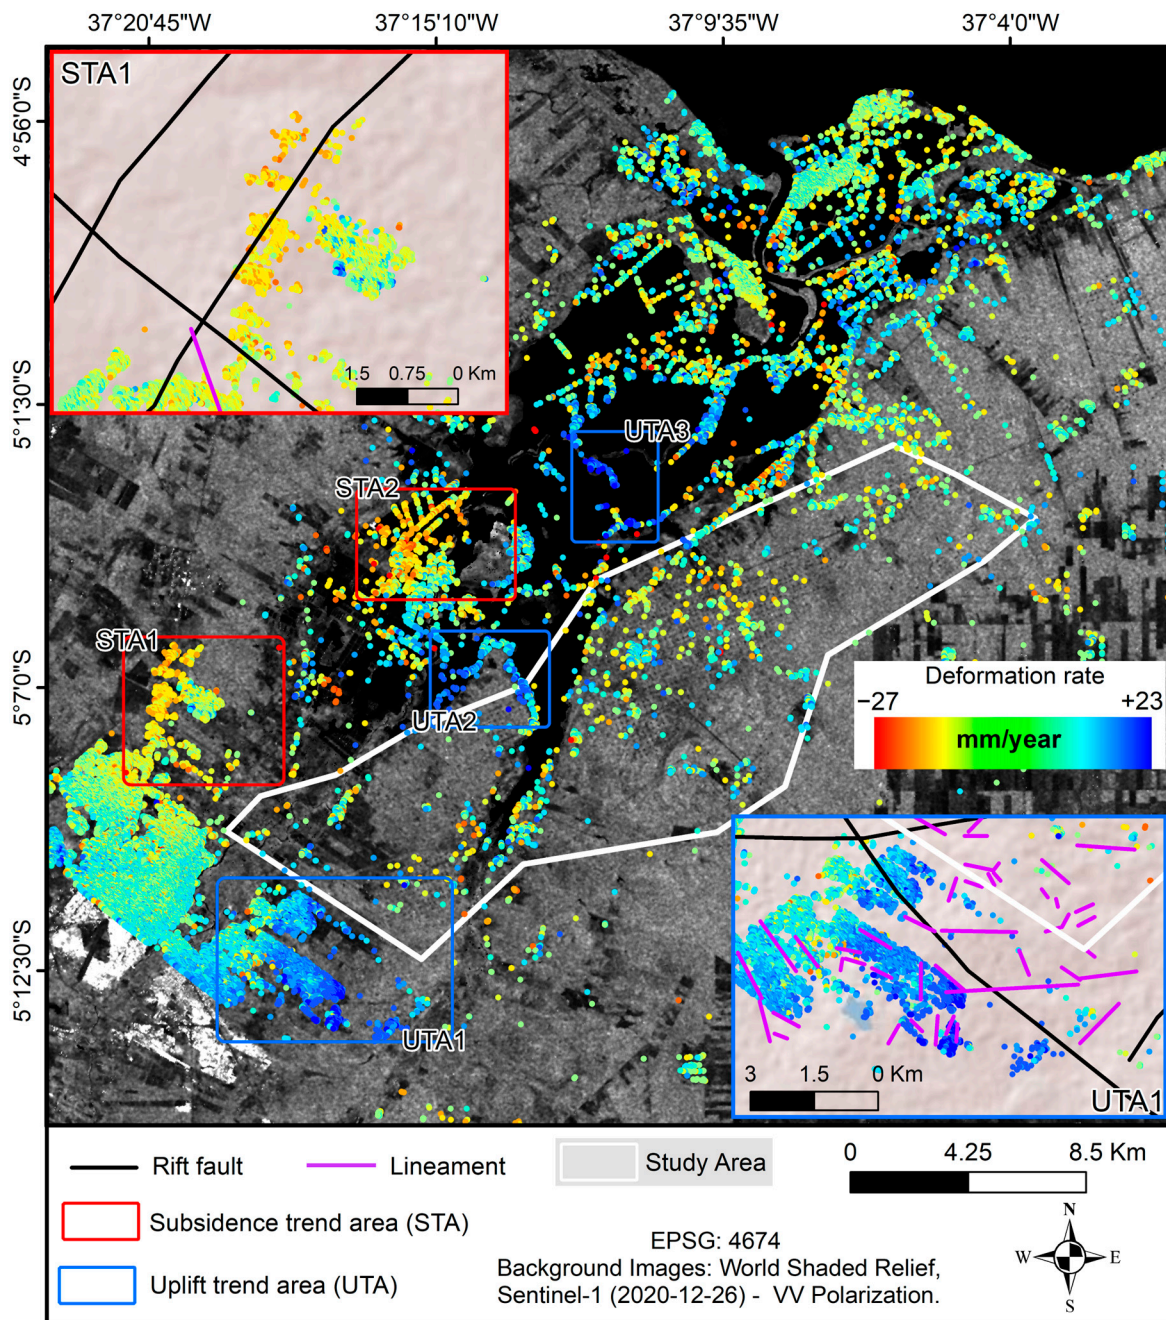 37°20'45"W 37°15'10"W 37°9'35"W 37°4'0"W
4°56'0"S
5°1'30"S
5°7'0"S
5°12'30"S
STA1
1.5 0.75 0 Km
UTA3
STA2
STA1
UTA2
Deformation rate
−27 +23
mm/year
UTA1
3 1.5 0 Km
UTA1
Rift fault
Lineament
Study Area
0 4.25 8.5 Km
Subsidence trend area (STA)
Uplift trend area (UTA)
EPSG: 4674
Background Images: World Shaded Relief,
Sentinel-1 (2020-12-26) - VV Polarization.
N
W E
S